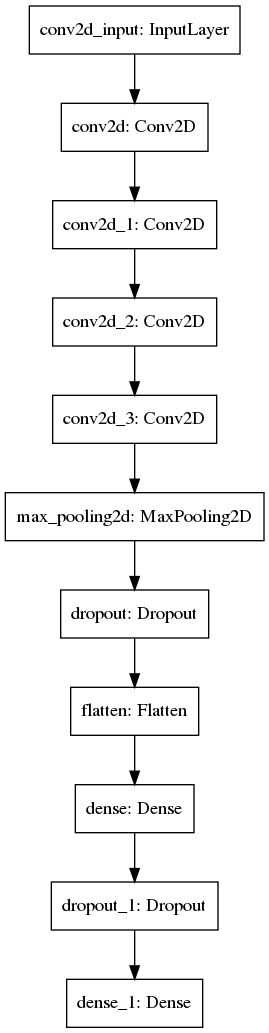 conv2d_input: InputLayer
conv2d: Conv2D
conv2d_1: Conv2D
conv2d_2: Conv2D
conv2d_3: Conv2D
max_pooling2d: MaxPooling2D
dropout: Dropout
flatten: Flatten
dense: Dense
dropout_1: Dropout
dense_1: Dense